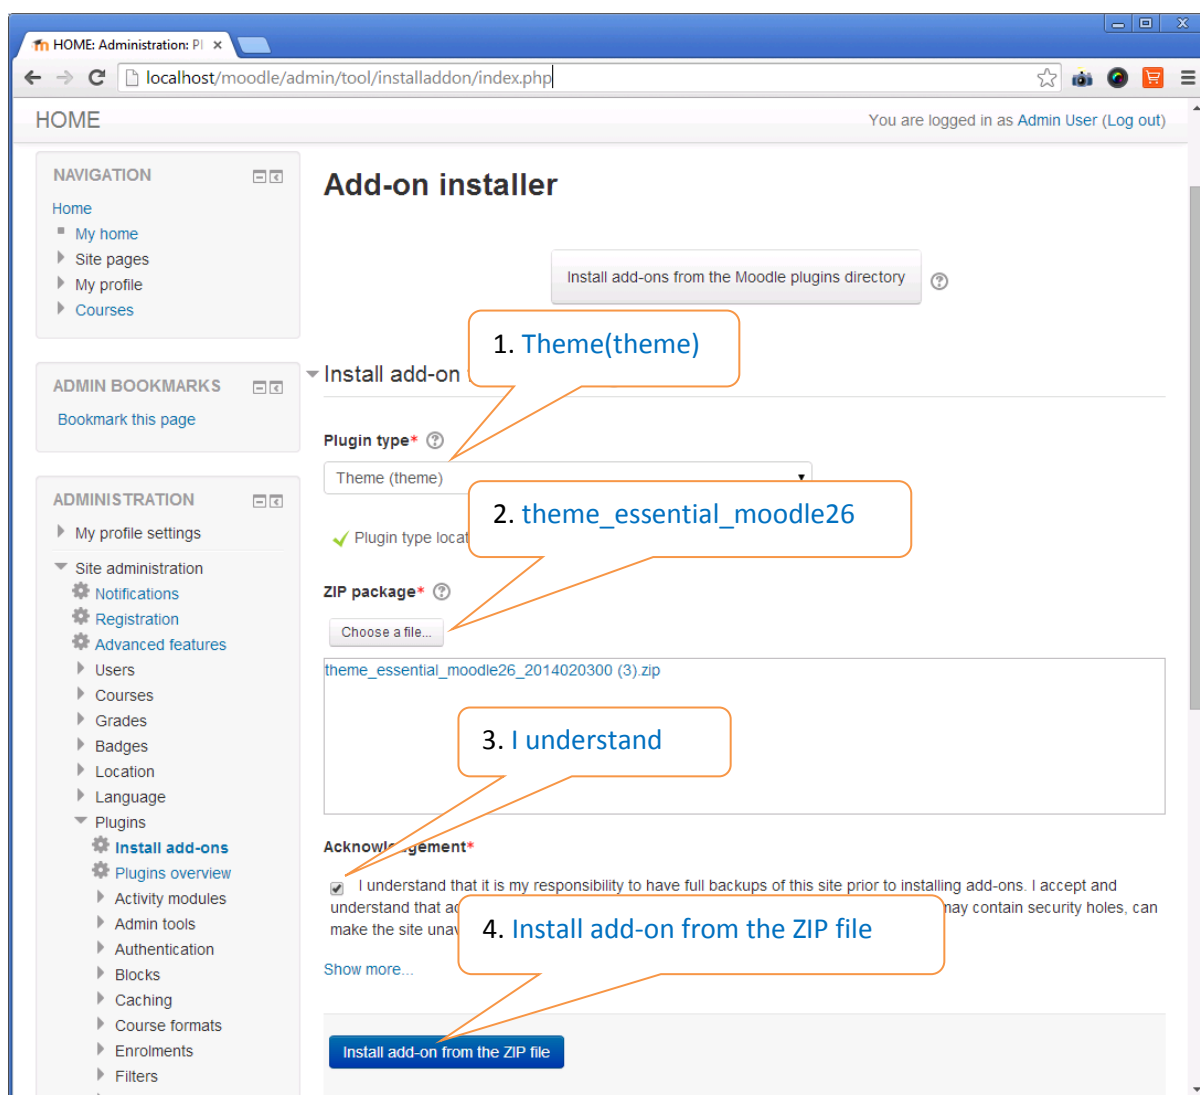 HOME: Administration: Pl
localhost/moodle/admin/tool/installaddon/index.php
HOME
You are logged in as Admin User (Log out)
NAVIGATION
Home
My home
Site pages
My profile
Courses
ADMIN BOOKMARKS
Bookmark this page
ADMINISTRATION
My profile settings
Site administration
Notifications
Registration
Advanced features
Users
Courses
Grades
Badges
Location
Language
Plugins
Install add-ons
Plugins overview
Activity modules
Admin tools
Authentication
Blocks
Caching
Course formats
Enrolments
Filters
Add-on installer
Install add-ons from the Moodle plugins directory
1. Theme(theme)
Install add-on
Plugin type*
Theme (theme)
2. theme_essential_moodle26
Plugin type locat
ZIP package*
Choose a file...
theme_essential_moodle26_2014020300 (3).zip
3. I understand
Acknowledgement*
I understand that it is my responsibility to have full backups of this site prior to installing add-ons. I accept and
understand that a may contain security holes, can
make the site unav
4. Install add-on from the ZIP file
Show more...
Install add-on from the ZIP file